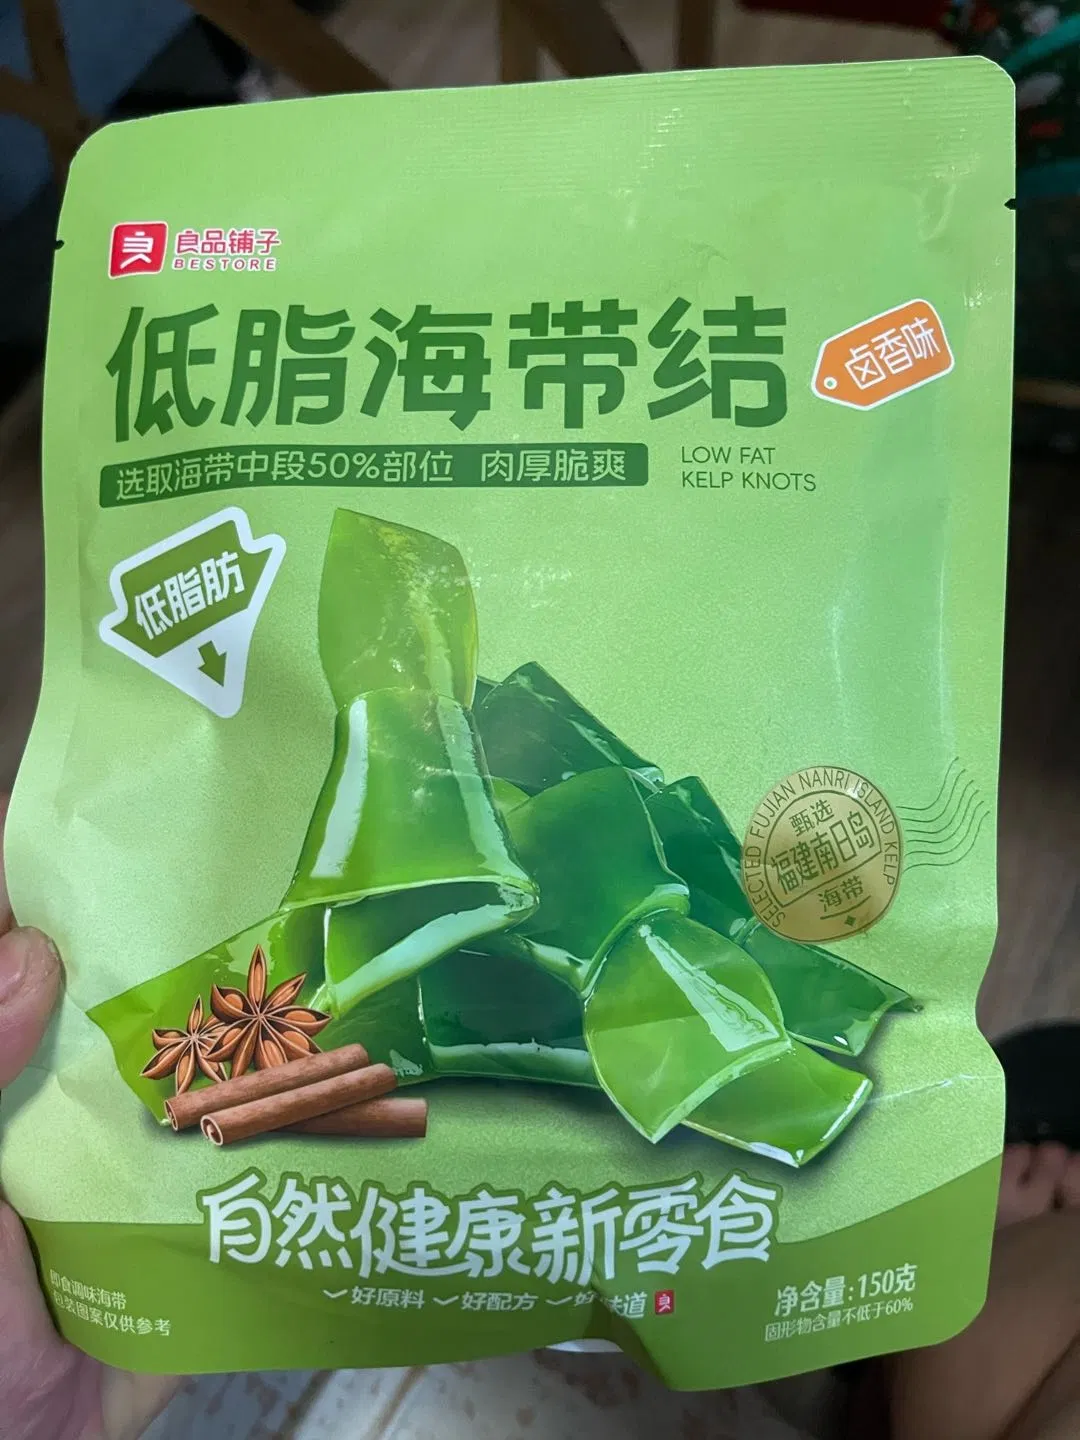 良品铺子
BESTORE
低脂海带结
卤香味
选取海带中段50%部位 肉厚脆爽
LOW FAT
KELP KNOTS
低脂肪
SELECTED FUJIAN NANRI ISLAND KELP
甄选
福建南日岛
海带
自然健康新零食
好原料 好配方 好味道
良
即食调味海带
包装图案仅供参考
净含量:150克
固形物含量不低于60%